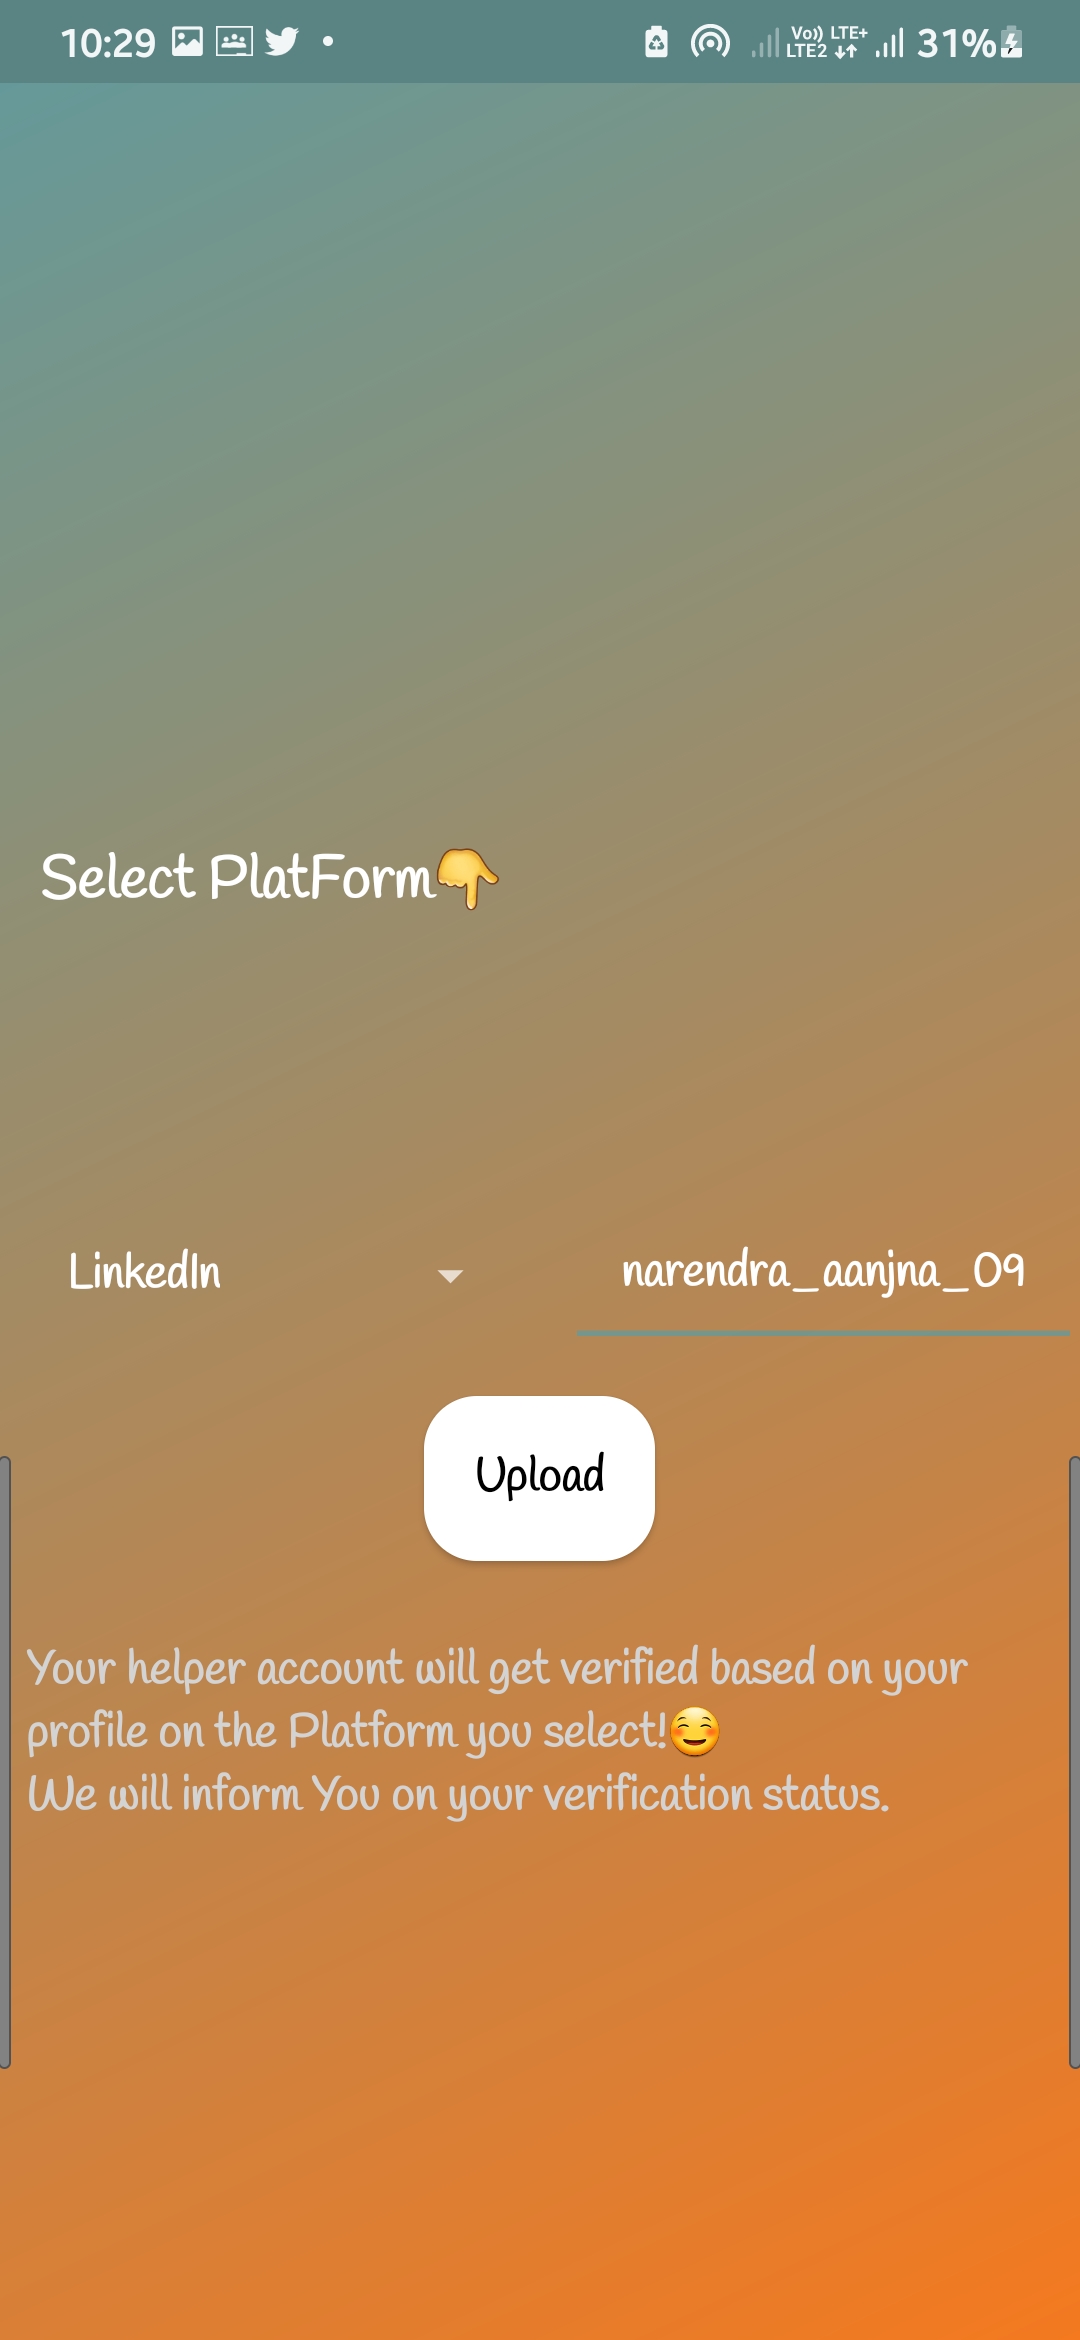 10:29 Vo)) LTE+ LTE2 31%
Select PlatForm👇
LinkedIn narendra_aanjna_09
Upload
Your helper account will get verified based on your
profile on the Platform you select!😊
We will inform You on your verification status.